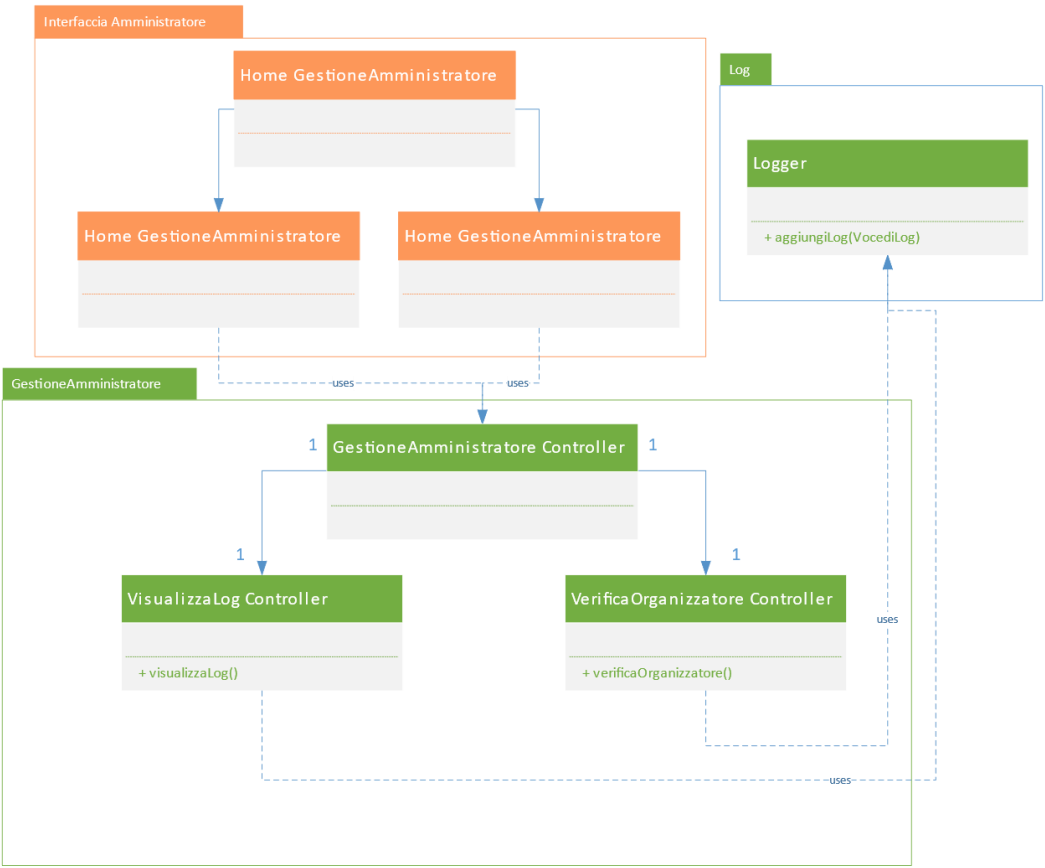 Interfaccia Amministratore
Home GestioneAmministratore
Log
Logger
+ aggiungiLog(VocediLog)
Home GestioneAmministratore
Home GestioneAmministratore
uses
uses
GestioneAmministratore
1
GestioneAmministratore Controller
1
1
1
VisualizzaLog Controller
+ visualizzaLog()
VerificaOrganizzatore Controller
+ verificaOrganizzatore()
uses
uses